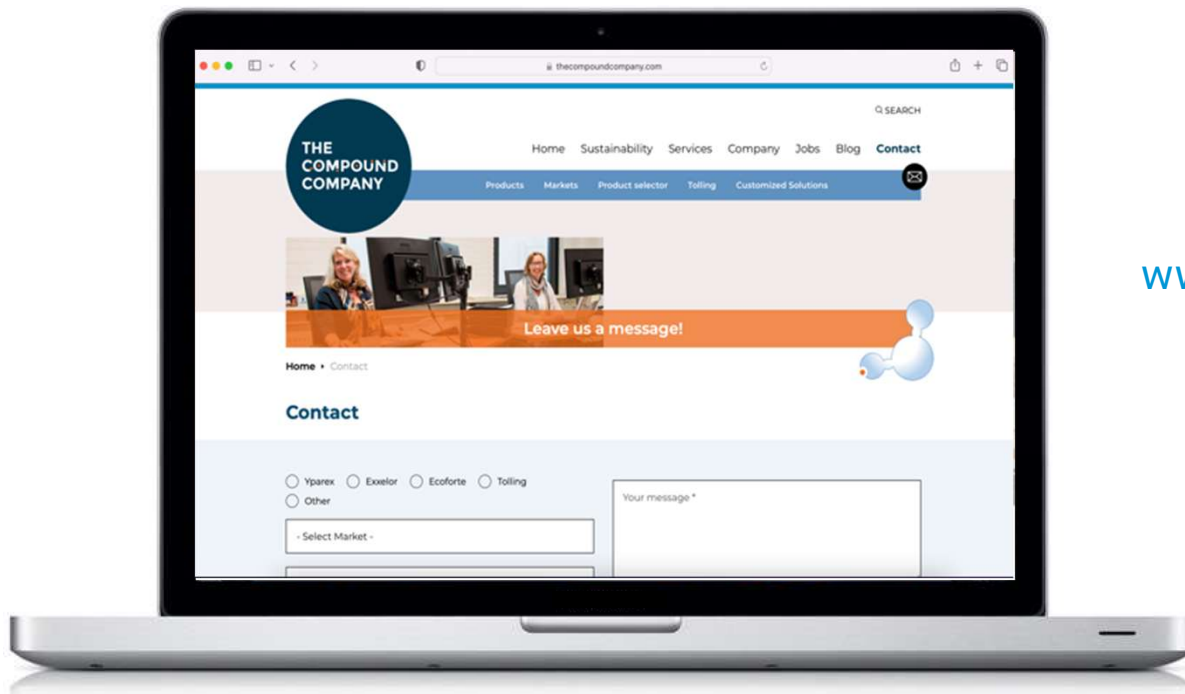 thecompoundcompany.com
SEARCH
THE
COMPOUND
COMPANY
Home Sustainability Services Company Jobs Blog Contact
Products Markets Product selector Tolling Customized Solutions
Leave us a message!
Home Contact
Contact
Yparex Exxelor Ecoforte Tolling
Other
Your message *
- Select Market -